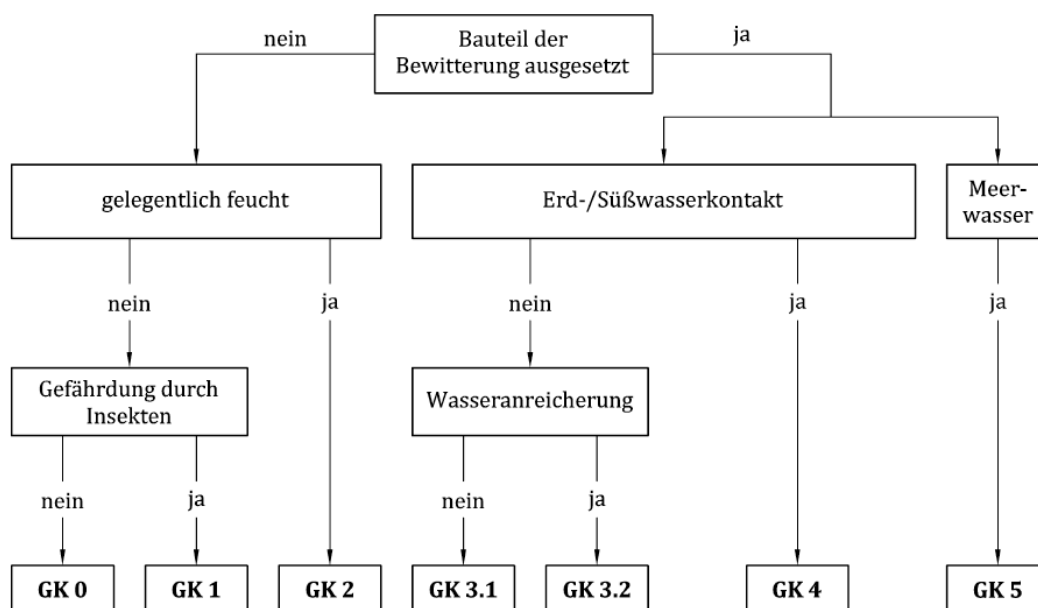 nein
Bauteil der
Bewitterung ausgesetzt
ja
gelegentlich feucht
Erd-/Süßwasserkontakt
Meer-
wasser
nein
ja
nein
ja
ja
Gefährdung durch
Insekten
Wasseranreicherung
nein
ja
nein
ja
GK 0
GK 1
GK 2
GK 3.1
GK 3.2
GK 4
GK 5